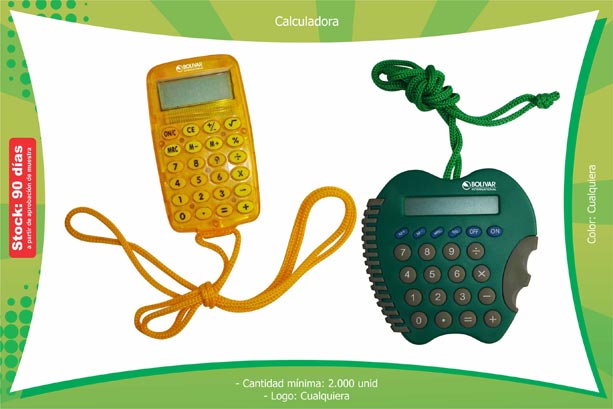 Calculadora
Stock: 90 días
a partir de aprobación de muestra
BOLIVAR
INTERNATIONAL
ON/C CE +/- √
MRC M- M+ %
7 8 9 ÷
4 5 6 ×
1 2 3 −
0 · = +
BOLIVAR
INTERNATIONAL
OFF ON
7 8 9 ÷
4 5 6 ×
1 2 3 −
0 · = +
Color: Cualquiera
- Cantidad mínima: 2.000 unid
- Logo: Cualquiera